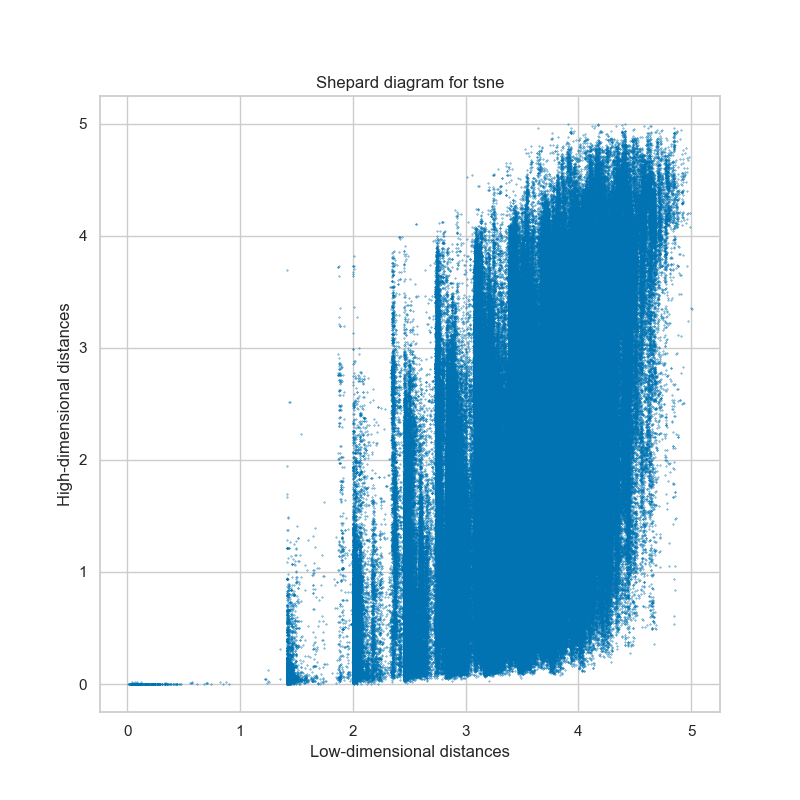 Shepard diagram for tsne
5
4
3
2
1
0
High-dimensional distances
0 1 2 3 4 5
Low-dimensional distances